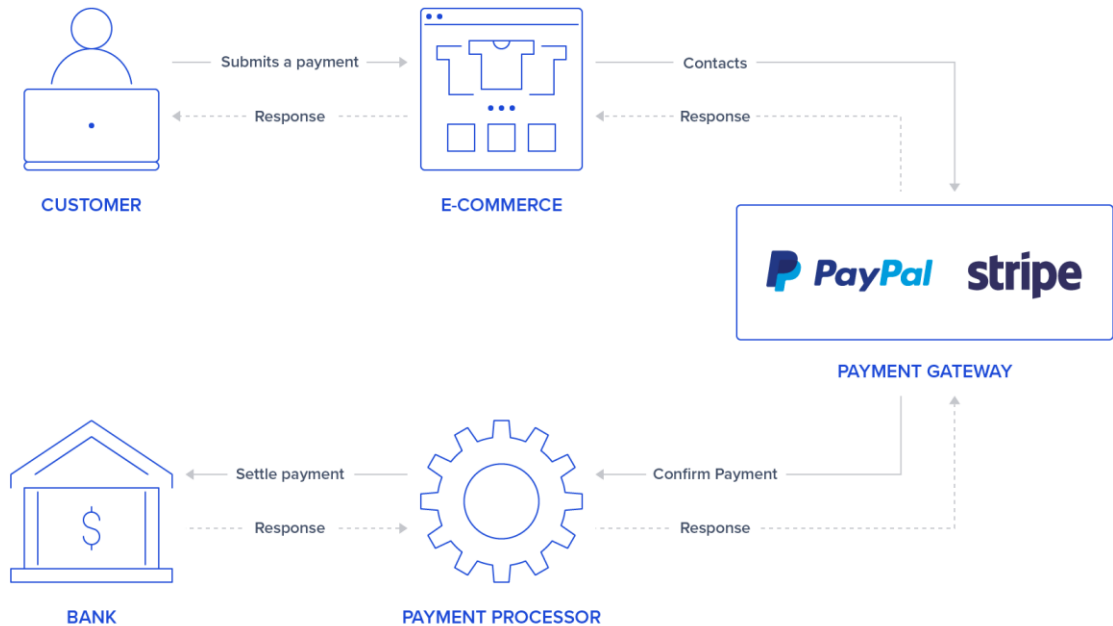 Submits a payment
Contacts
Response
Response
CUSTOMER
E-COMMERCE
PayPal
stripe
PAYMENT GATEWAY
Settle payment
Confirm Payment
$
Response
Response
BANK
PAYMENT PROCESSOR